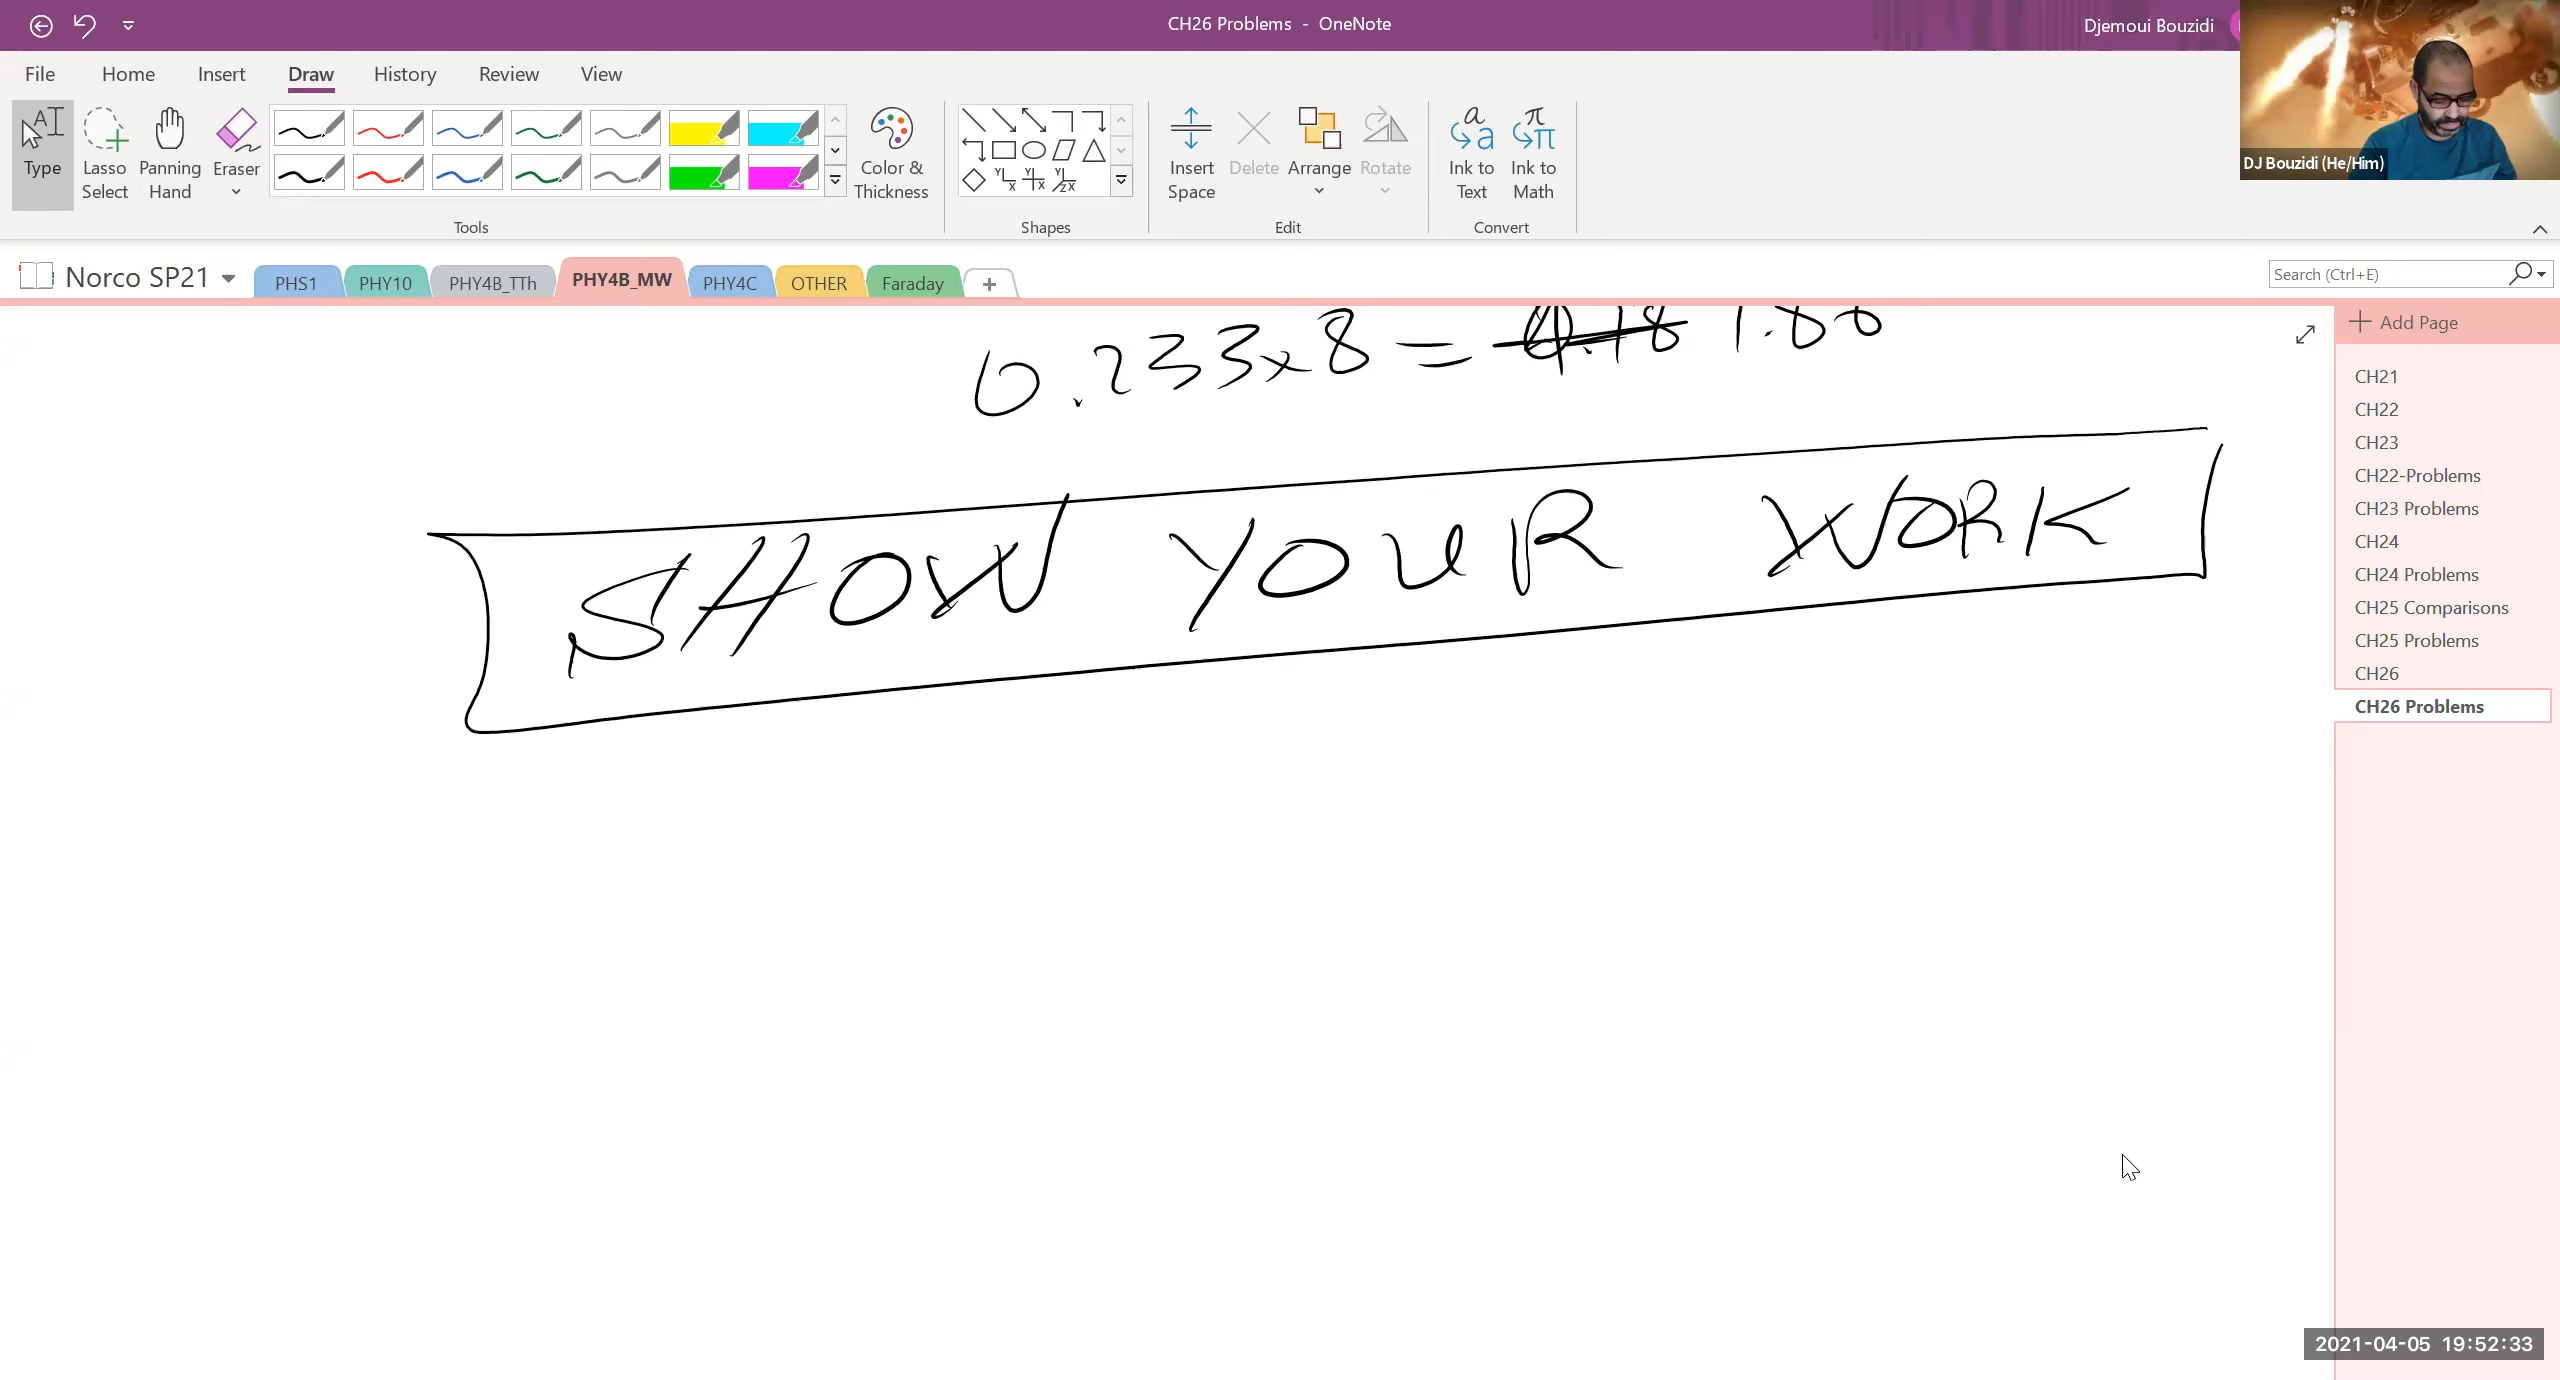 CH26 Problems - OneNote
Djemoui Bouzidi
File Home Insert Draw History Review View
Type
Lasso Select
Panning Hand
Eraser
Color & Thickness
Insert Space
Delete
Arrange
Rotate
a a
Ink to Text
π π
Ink to Math
Tools Shapes Edit Convert
DJ Bouzidi (He/Him)
Norco SP21 PHS1 PHY10 PHY4B_TTh PHY4B_MW PHY4C OTHER Faraday +
Search (Ctrl+E)
0.233x8 =
SHOW YOUR WORK
Add Page
CH21
CH22
CH23
CH22-Problems
CH23 Problems
CH24
CH24 Problems
CH25 Comparisons
CH25 Problems
CH26
CH26 Problems
2021-04-05 19:52:33